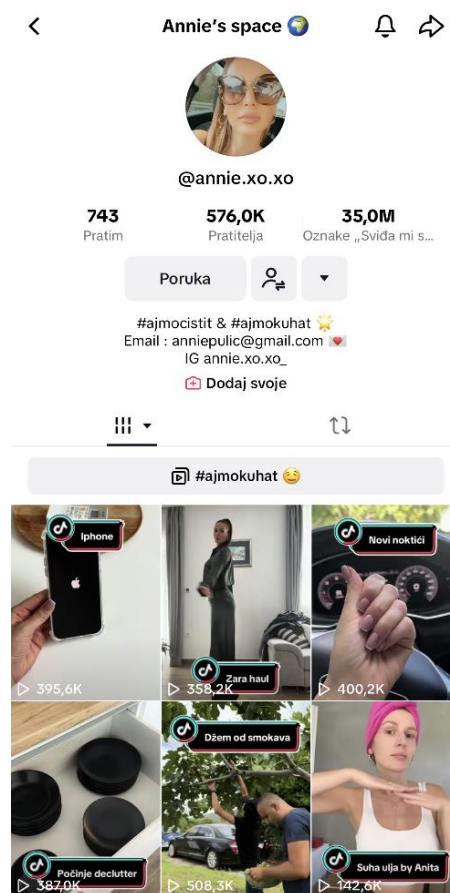 Annie's space 🌍
@annie.xo.xo
743 576,0K 35,0M
Pratim Pratitelja Oznake „Sviđa mi s...
Poruka
#ajmocistit & #ajmokuhat 🌟
Email : anniepulic@gmail.com 💌
IG annie.xo.xo_
Dodaj svoje
#ajmokuhat 😊
Iphone
395,6K
Zara haul
358,2K
Novi noktići
400,2K
Počinje declutter
387,0K
Džem od smokava
508,3K
Suha ulja by Anita
142,6K